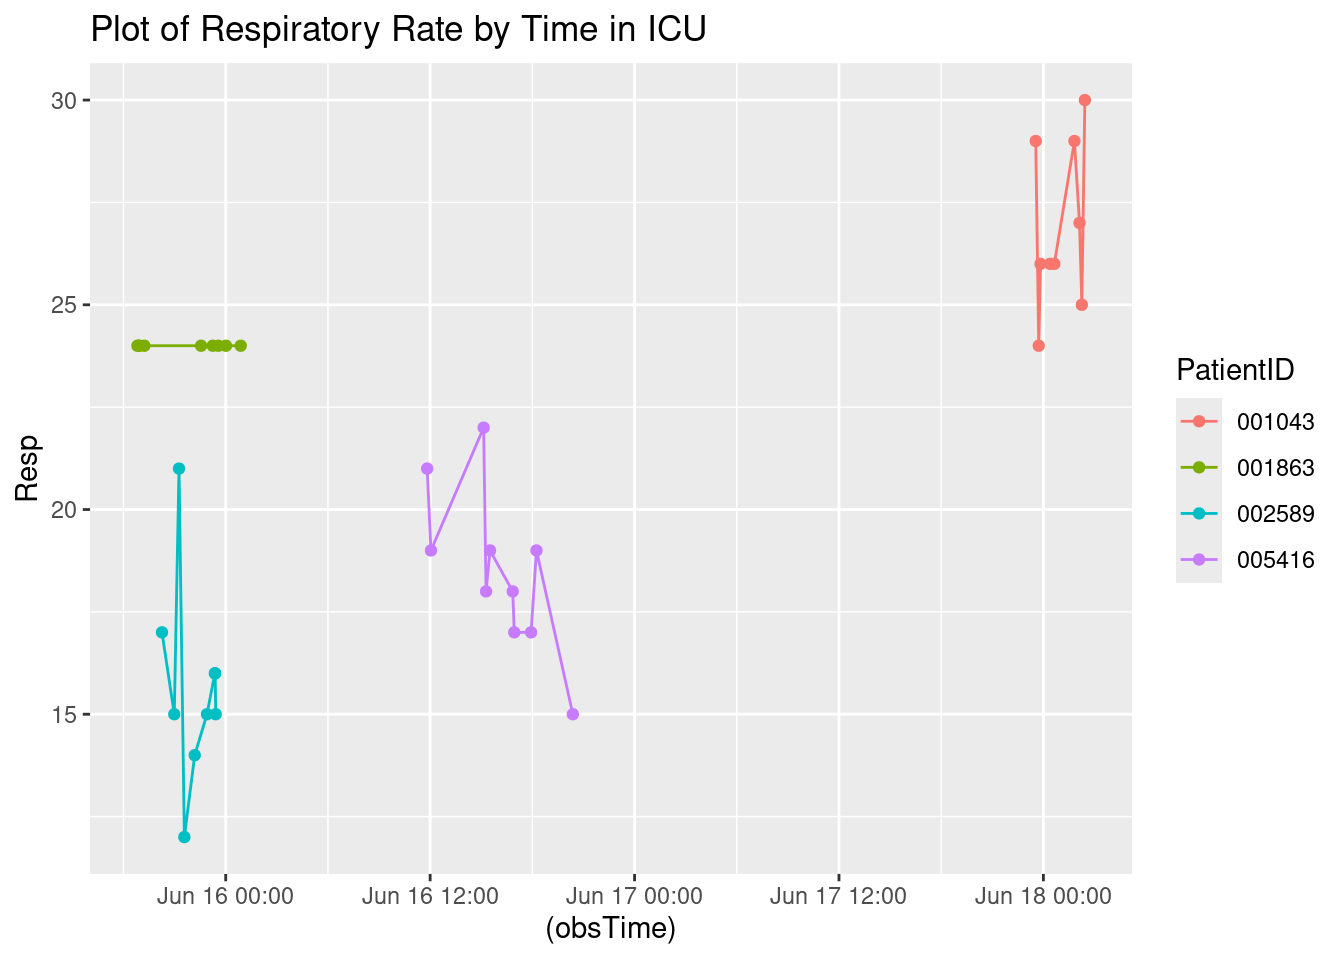 Plot of Respiratory Rate by Time in ICU
Resp
30
25
20
15
Jun 16 00:00
Jun 16 12:00
Jun 17 00:00
Jun 17 12:00
Jun 18 00:00
(obsTime)
PatientID
001043
001863
002589
005416